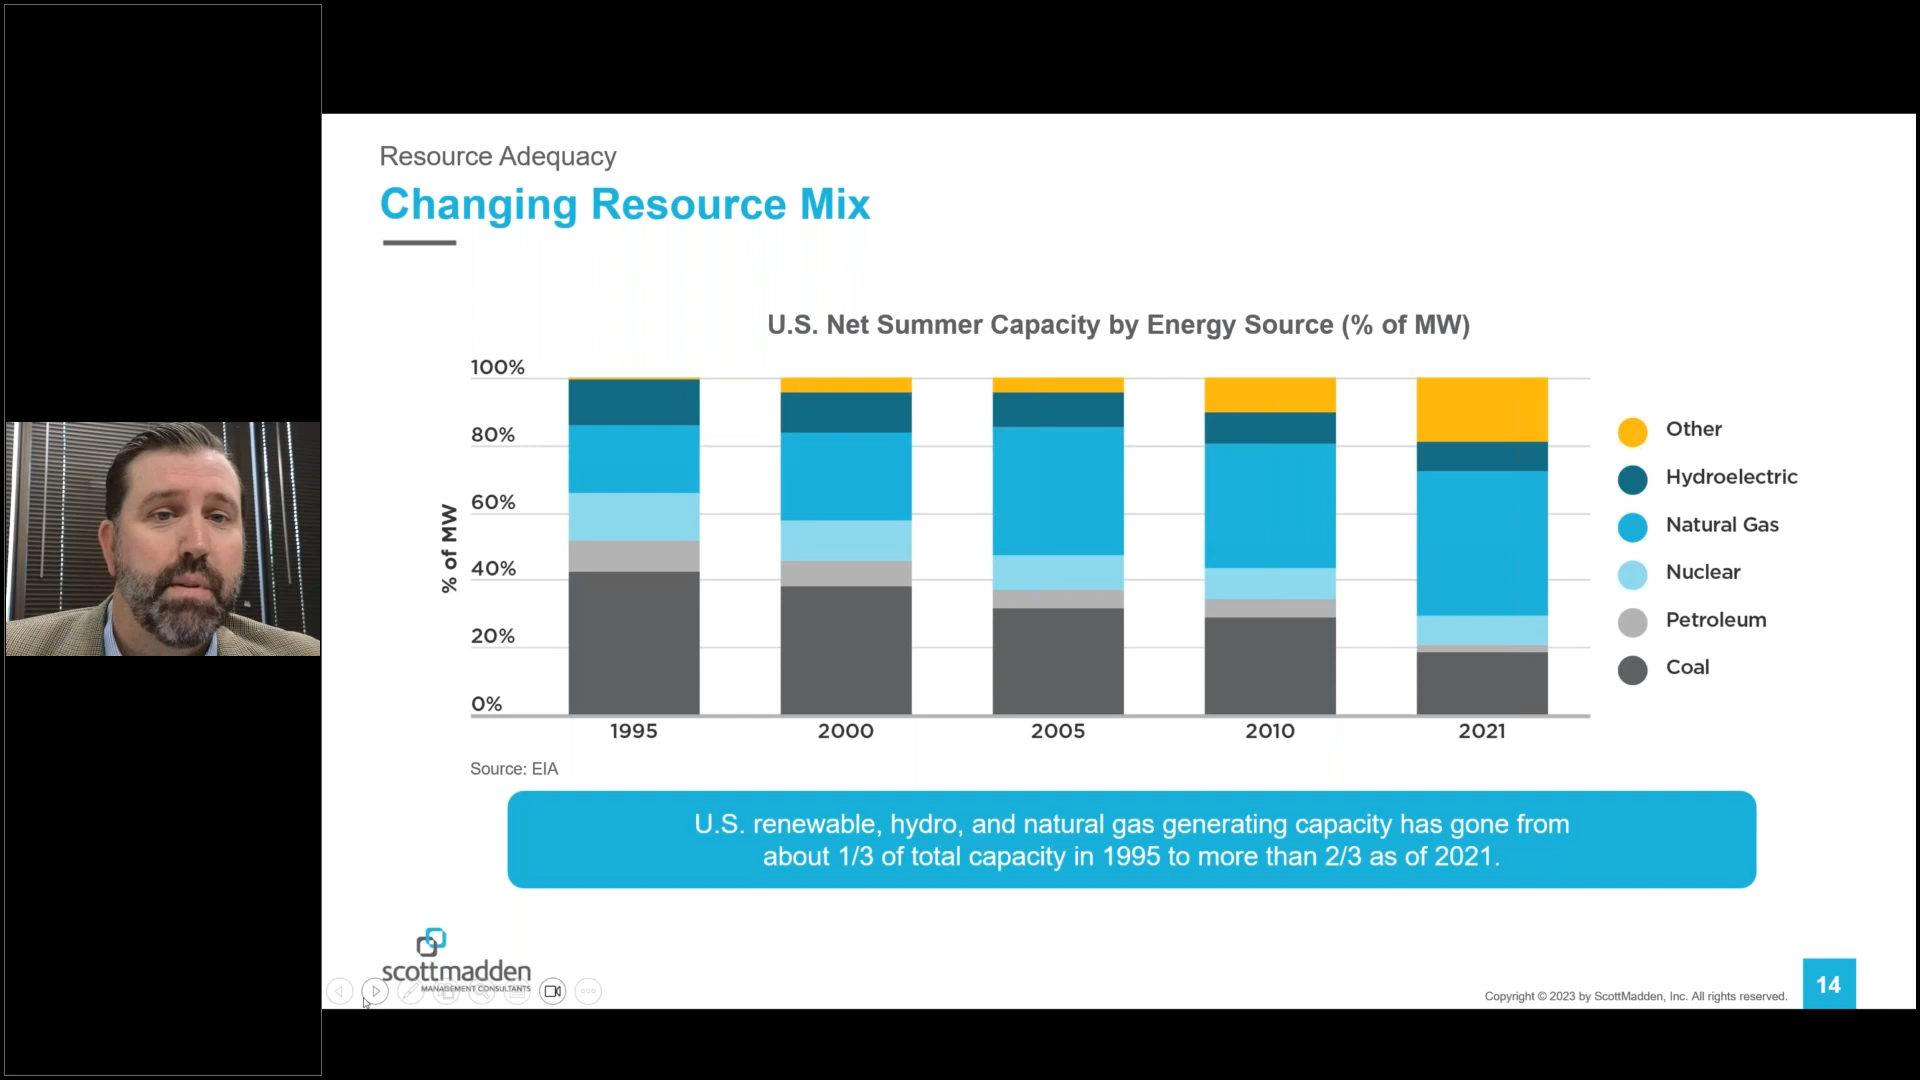 Resource Adequacy
Changing Resource Mix
U.S. Net Summer Capacity by Energy Source (% of MW)
% of MW
100%
80%
60%
40%
20%
0%
1995 2000 2005 2010 2021
Other
Hydroelectric
Natural Gas
Nuclear
Petroleum
Coal
Source: EIA
U.S. renewable, hydro, and natural gas generating capacity has gone from
about 1/3 of total capacity in 1995 to more than 2/3 as of 2021.
scottmadden
MANAGEMENT CONSULTANTS
Copyright © 2023 by ScottMadden, Inc. All rights reserved.
14